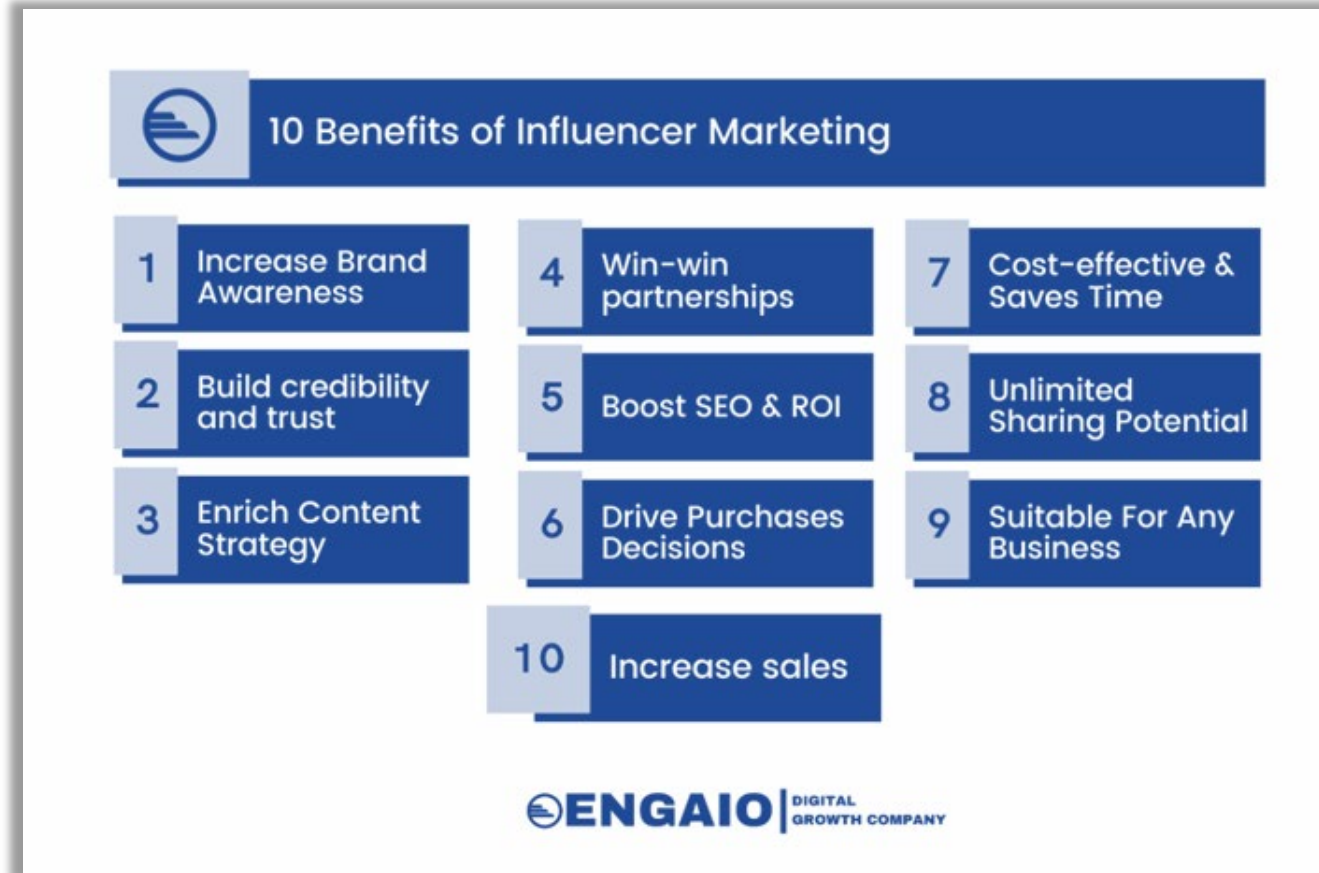 10 Benefits of Influencer Marketing
1
Increase Brand
Awareness
2
Build credibility
and trust
3
Enrich Content
Strategy
4
Win-win
partnerships
5
Boost SEO & ROI
6
Drive Purchases
Decisions
7
Cost-effective &
Saves Time
8
Unlimited
Sharing Potential
9
Suitable For Any
Business
10
Increase sales
ENGAIO
DIGITAL
GROWTH COMPANY